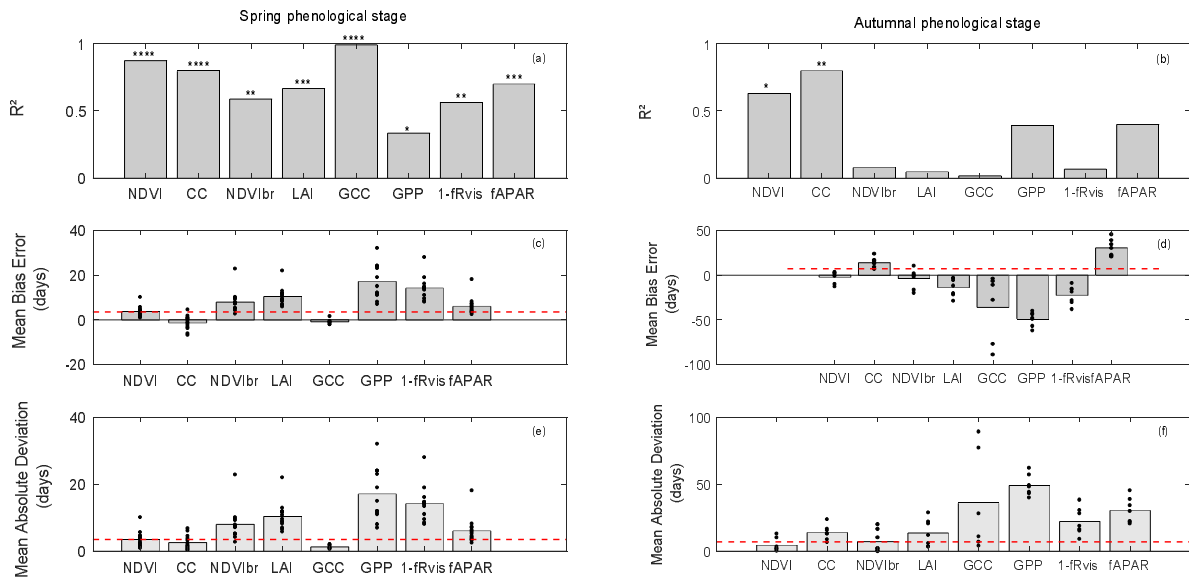 Spring phenological stage
Autumnal phenological stage
R²
1
0.5
0
(a)
**** **** ** *** **** * ** ***
NDVI CC NDVIbr LAI GCC GPP 1-fRvis fAPAR
R²
1
0.5
0
(b)
* **
NDVI CC NDVIbr LAI GCC GPP 1-fRvis fAPAR
Mean Bias Error
(days)
40
20
0
-20
(c)
NDVI CC NDVIbr LAI GCC GPP 1-fRvis fAPAR
Mean Bias Error
(days)
50
0
-50
-100
(d)
NDVI CC NDVIbr LAI GCC GPP 1-fRvis fAPAR
Mean Absolute Deviation
(days)
40
20
0
(e)
NDVI CC NDVIbr LAI GCC GPP 1-fRvis fAPAR
Mean Absolute Deviation
(days)
100
50
0
(f)
NDVI CC NDVIbr LAI GCC GPP 1-fRvis fAPAR